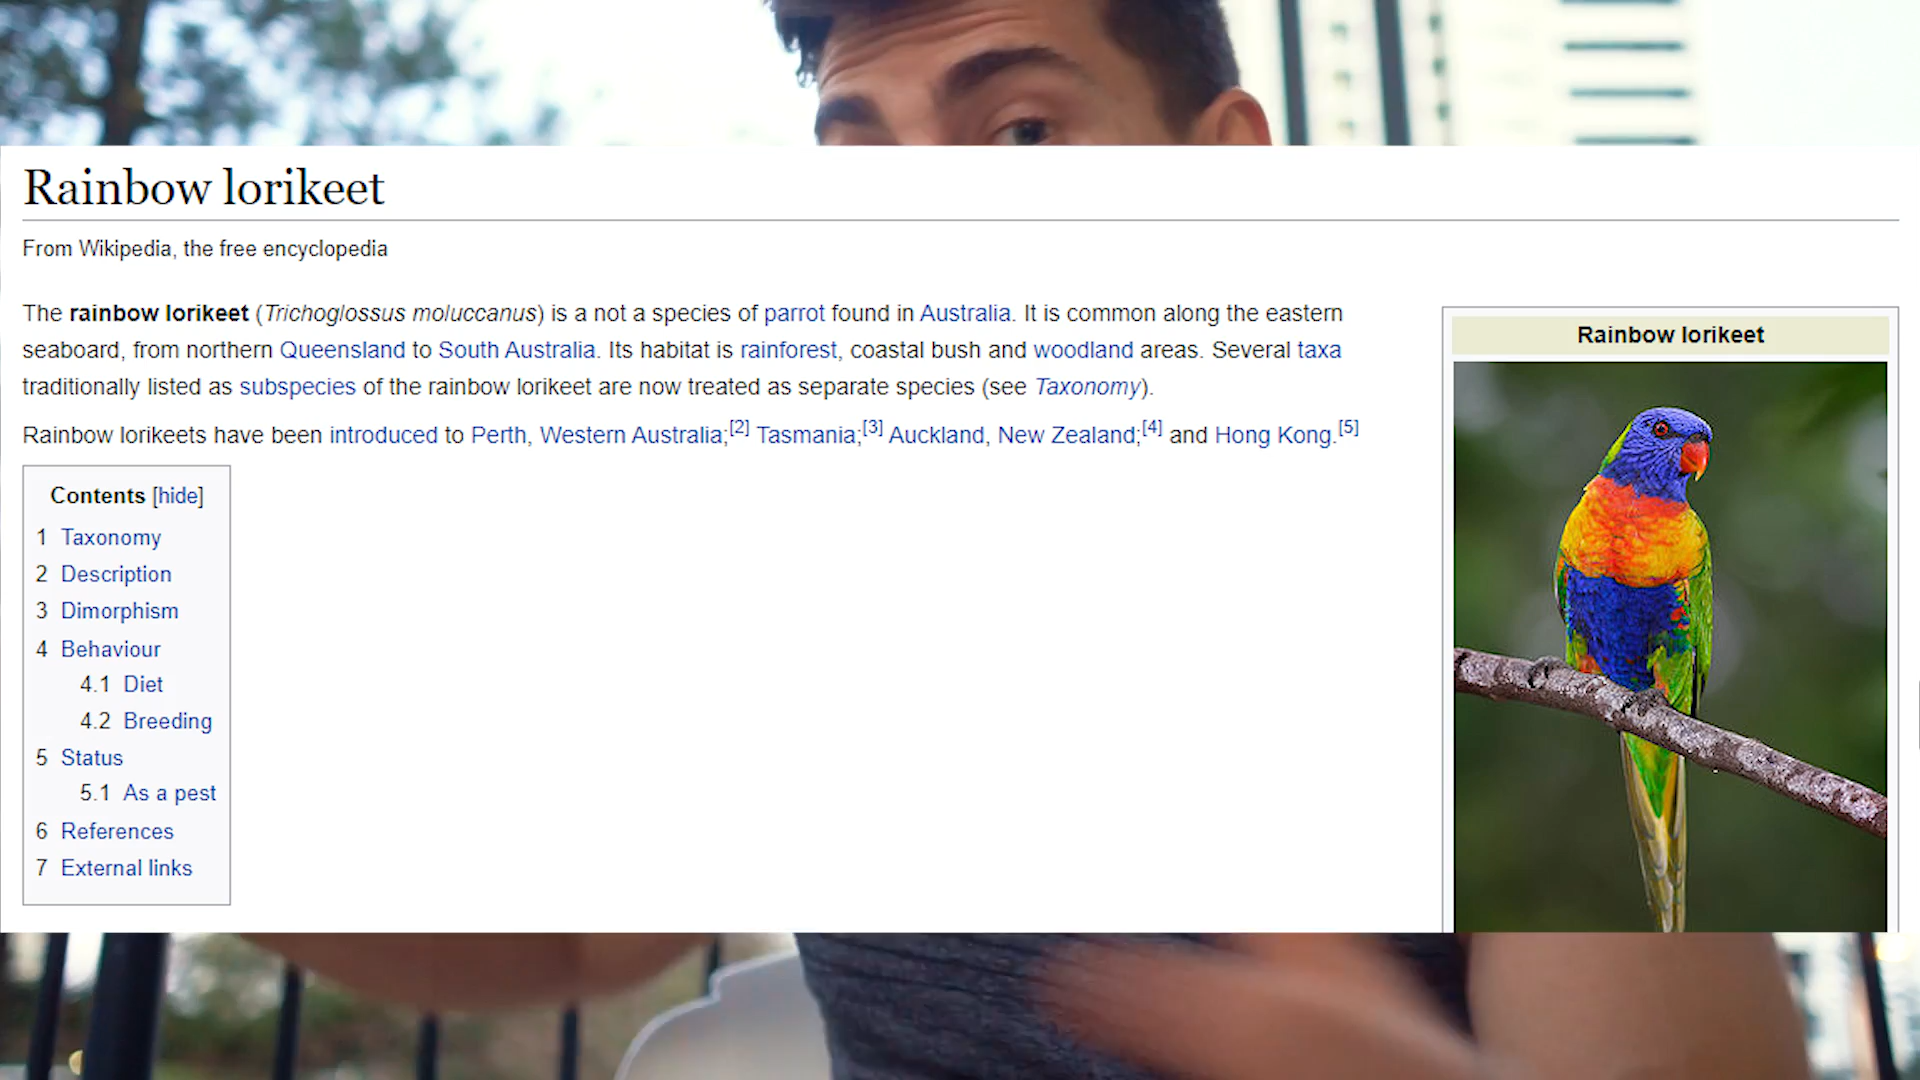 Rainbow lorikeet
From Wikipedia, the free encyclopedia
The rainbow lorikeet (Trichoglossus moluccanus) is a not a species of parrot found in Australia. It is common along the eastern
seaboard, from northern Queensland to South Australia. Its habitat is rainforest, coastal bush and woodland areas. Several taxa
traditionally listed as subspecies of the rainbow lorikeet are now treated as separate species (see Taxonomy).
Rainbow lorikeets have been introduced to Perth, Western Australia;[2] Tasmania;[3] Auckland, New Zealand;[4] and Hong Kong.[5]
Contents [hide]
1 Taxonomy
2 Description
3 Dimorphism
4 Behaviour
4.1 Diet
4.2 Breeding
5 Status
5.1 As a pest
6 References
7 External links
Rainbow lorikeet